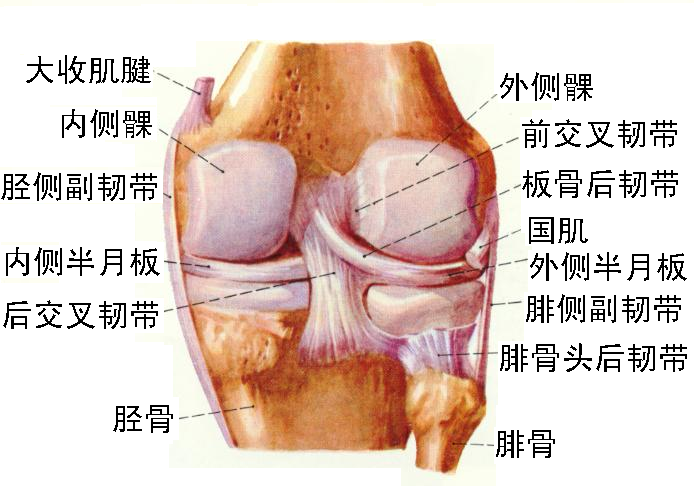 大收肌腱
内侧髁
胫侧副韧带
内侧半月板
后交叉韧带
胫骨
外侧髁
前交叉韧带
板骨后韧带
国肌
外侧半月板
腓侧副韧带
腓骨头后韧带
腓骨